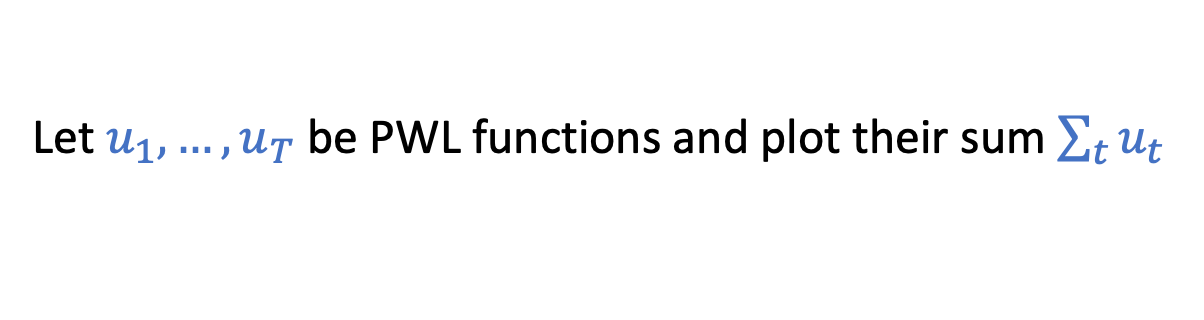 Let u₁, … , u_T be PWL functions and plot their sum ∑ₜ uₜ